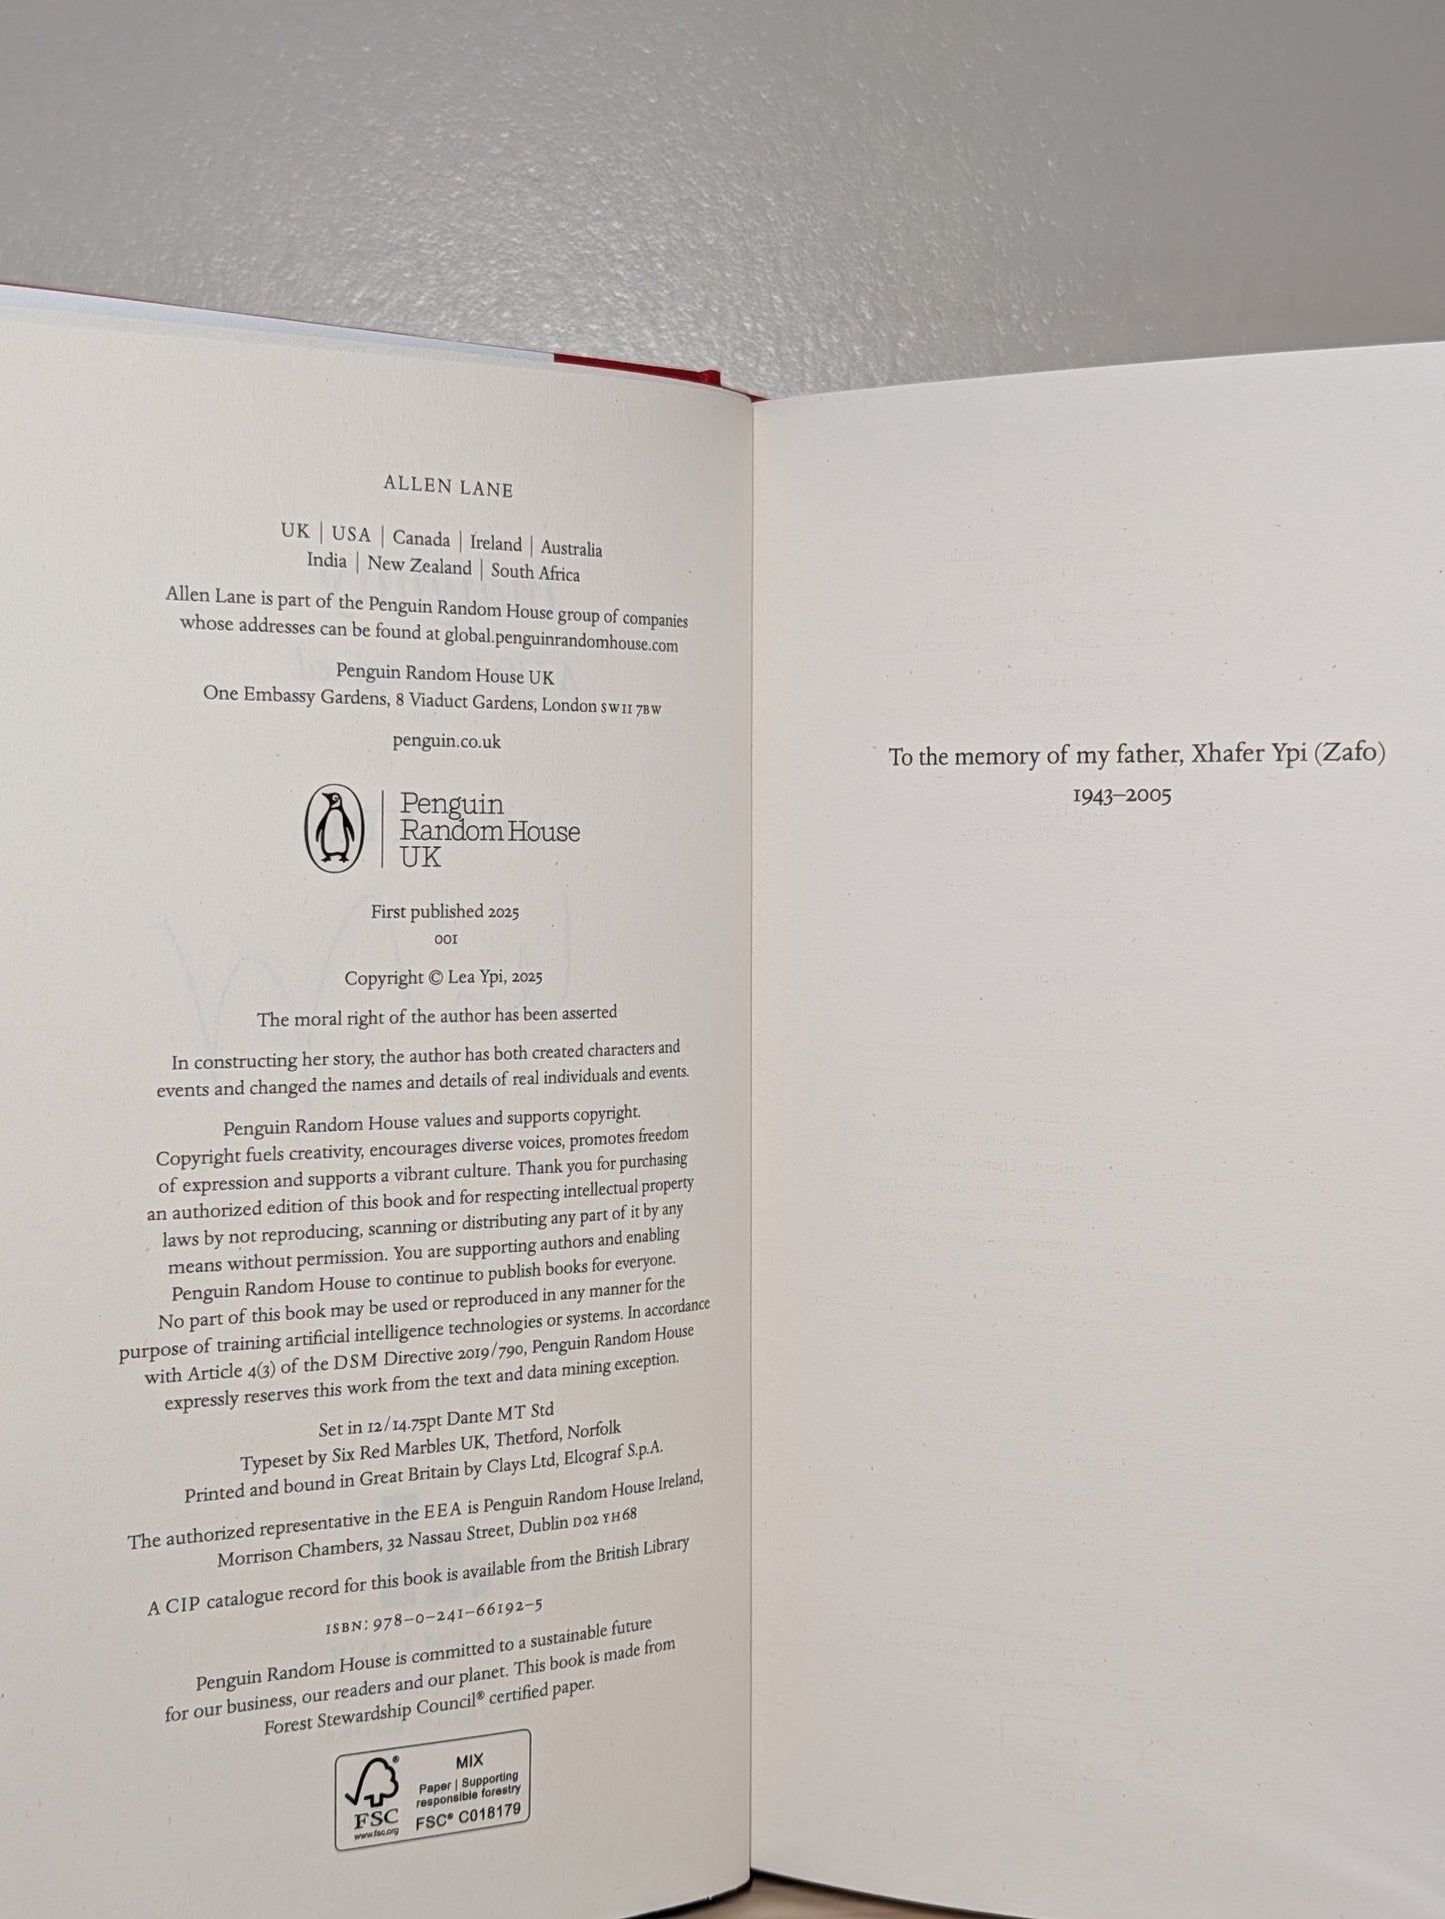 ALLEN LANE
UK | USA | Canada | Ireland | Australia
India | New Zealand | South Africa
Allen Lane is part of the Penguin Random House group of companies
whose addresses can be found at global.penguinrandomhouse.com
Penguin Random House UK
One Embassy Gardens, 8 Viaduct Gardens, London SW11 7BW
penguin.co.uk
Penguin
Random House
UK
First published 2025
001
Copyright © Lea Ypi, 2025
The moral right of the author has been asserted
In constructing her story, the author has both created characters and
events and changed the names and details of real individuals and events.
Penguin Random House values and supports copyright.
Copyright fuels creativity, encourages diverse voices, promotes freedom
of expression and supports a vibrant culture. Thank you for purchasing
an authorized edition of this book and for respecting intellectual property
laws by not reproducing, scanning or distributing any part of it by any
means without permission. You are supporting authors and enabling
Penguin Random House to continue to publish books for everyone.
No part of this book may be used or reproduced in any manner for the
purpose of training artificial intelligence technologies or systems. In accordance
with Article 4(3) of the DSM Directive 2019/790, Penguin Random House
expressly reserves this work from the text and data mining exception.
Set in 12/14.75pt Dante MT Std
Typeset by Six Red Marbles UK, Thetford, Norfolk
Printed and bound in Great Britain by Clays Ltd, Elcograf S.p.A.
The authorized representative in the EEA is Penguin Random House Ireland,
Morrison Chambers, 32 Nassau Street, Dublin D02 YH68
A CIP catalogue record for this book is available from the British Library
ISBN: 978-0-241-66192-5
Penguin Random House is committed to a sustainable future
for our business, our readers and our planet. This book is made from
Forest Stewardship Council® certified paper.
MIX
Paper | Supporting
responsible forestry
FSC® C018179
FSC
www.fsc.org
To the memory of my father, Xhafer Ypi (Zafo)
1943–2005